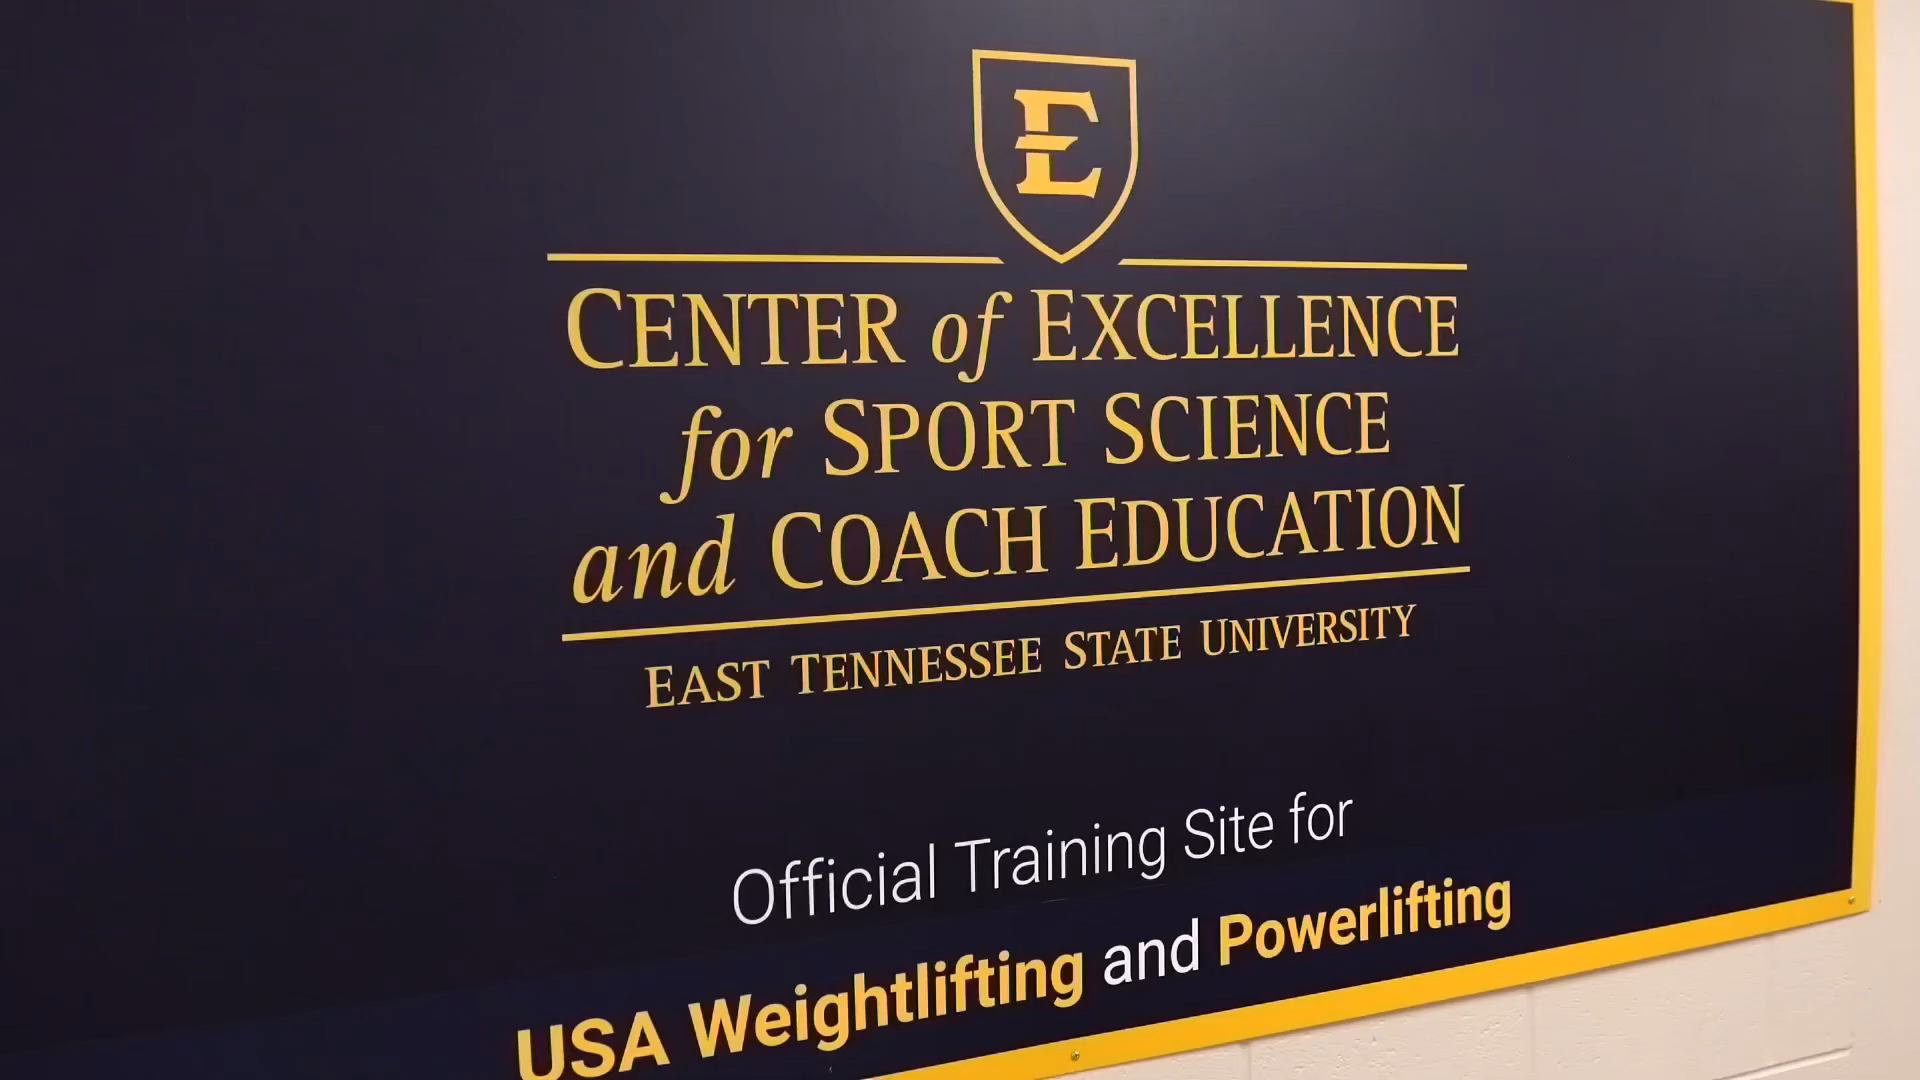 E
CENTER of EXCELLENCE
for SPORT SCIENCE
and COACH EDUCATION
EAST TENNESSEE STATE UNIVERSITY
Official Training Site for
USA Weightlifting and Powerlifting